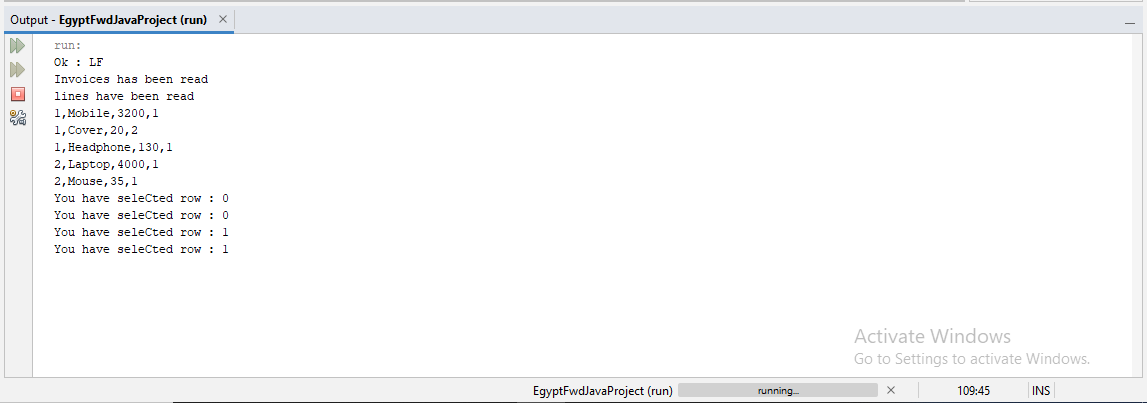 Output - EgyptFwdJavaProject (run)
run:
Ok : LF
Invoices has been read
lines have been read
1,Mobile,3200,1
1,Cover,20,2
1,Headphone,130,1
2,Laptop,4000,1
2,Mouse,35,1
You have seleCted row : 0
You have seleCted row : 0
You have seleCted row : 1
You have seleCted row : 1
Activate Windows
Go to Settings to activate Windows.
EgyptFwdJavaProject (run) running... 109:45 INS